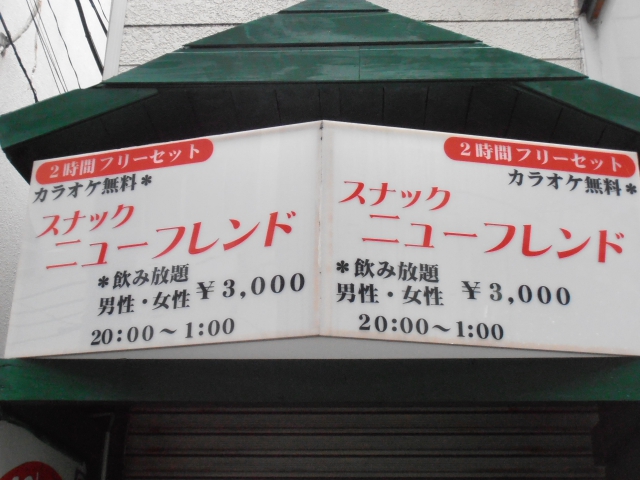 2時間フリーセット
カラオケ無料*
スナック
ニューフレンド
*飲み放題
男性・女性 ¥3,000
20:00～1:00
2時間フリーセット
カラオケ無料*
スナック
ニューフレンド
*飲み放題
男性・女性 ¥3,000
20:00～1:00